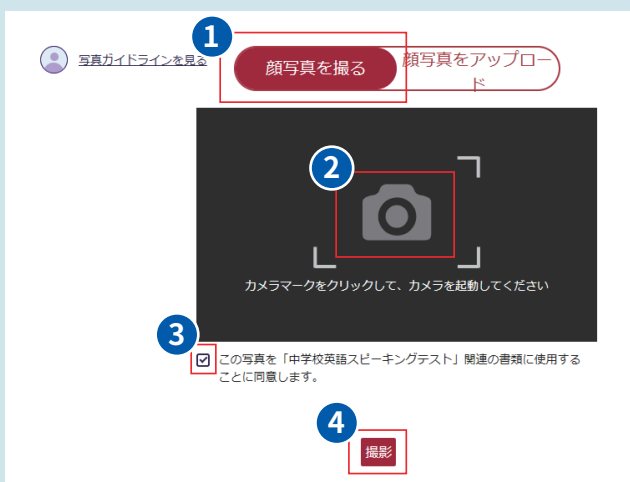 1
写真ガイドラインを見る
顔写真を撮る
顔写真をアップロー
ド
2
カメラマークをクリックして、カメラを起動してください
3
この写真を「中学校英語スピーキングテスト」関連の書類に使用する
ことに同意します。
4
撮影